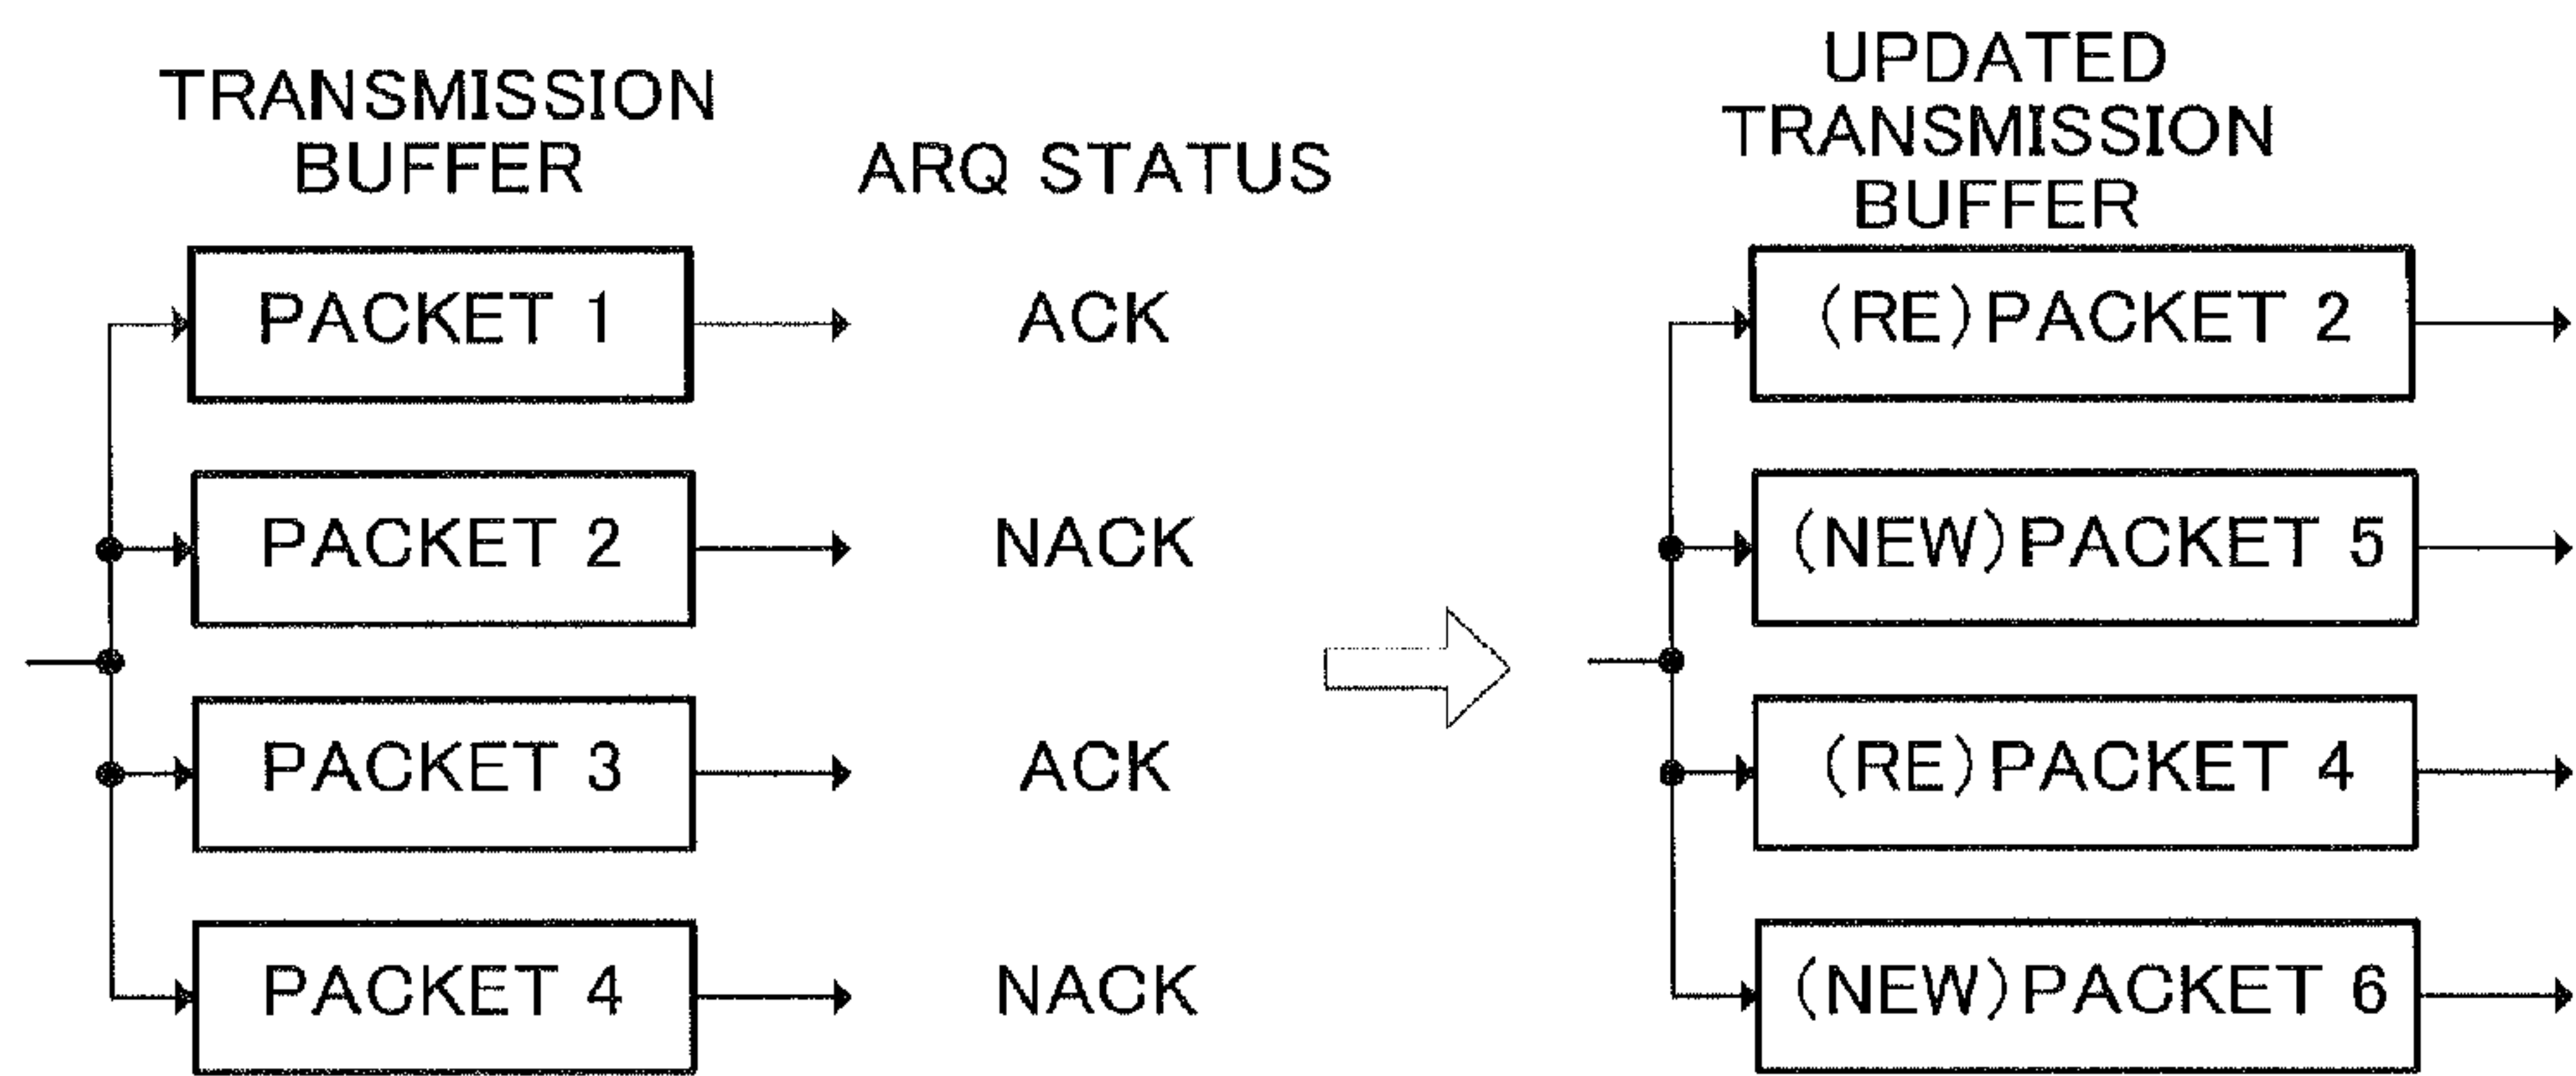 TRANSMISSION
BUFFER
ARQ STATUS
UPDATED
TRANSMISSION
BUFFER
PACKET 1
ACK
(RE)PACKET 2
PACKET 2
NACK
(NEW)PACKET 5
PACKET 3
ACK
(RE)PACKET 4
PACKET 4
NACK
(NEW)PACKET 6